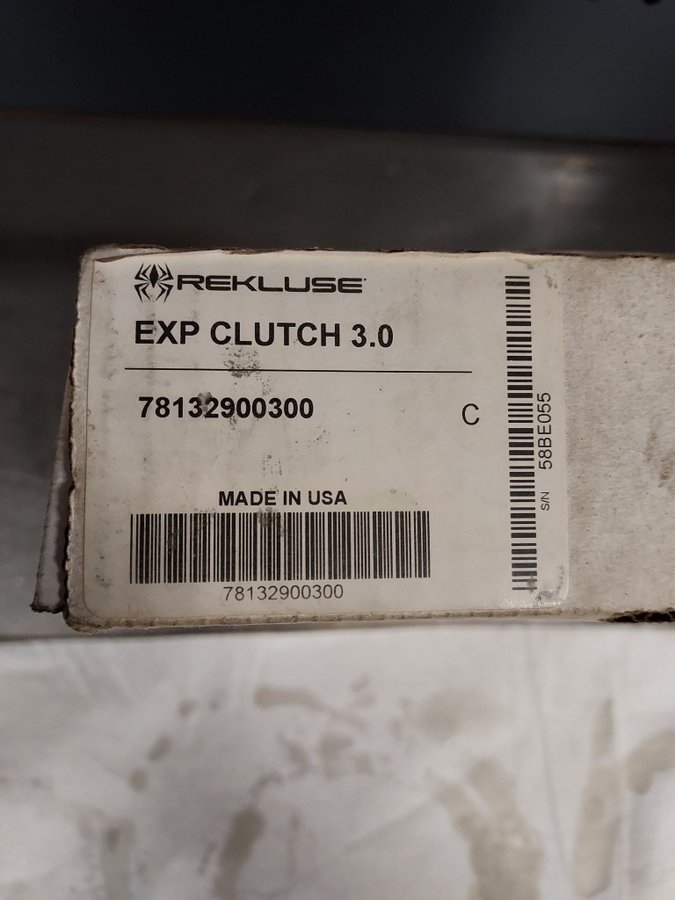 REKLUSE
EXP CLUTCH 3.0
78132900300
C
MADE IN USA
78132900300
S/N 58BE055